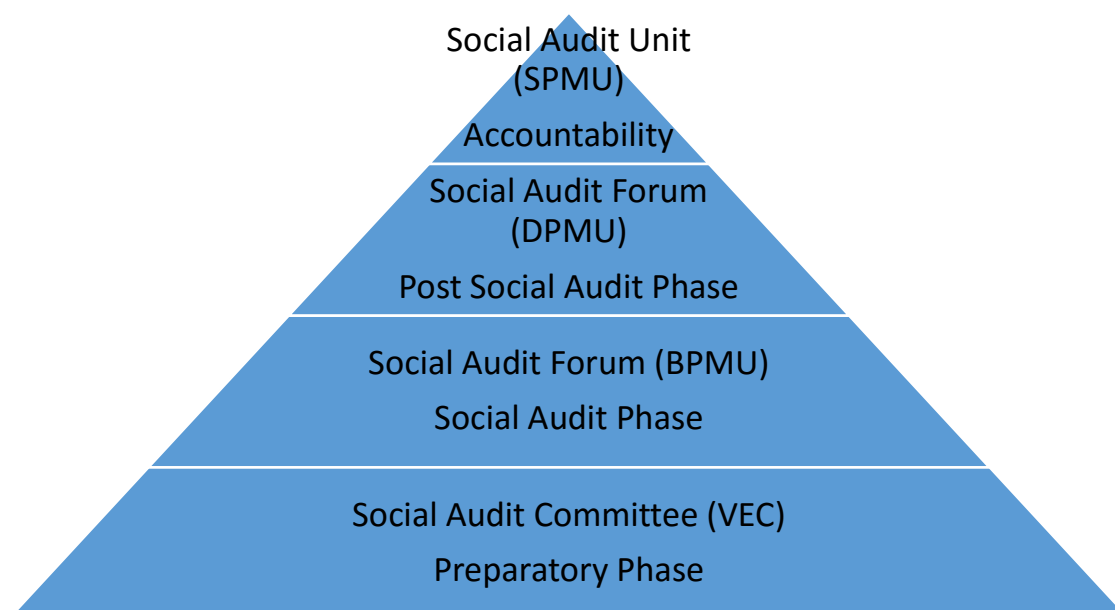 Social Audit Unit
(SPMU)
Accountability
Social Audit Forum
(DPMU)
Post Social Audit Phase
Social Audit Forum (BPMU)
Social Audit Phase
Social Audit Committee (VEC)
Preparatory Phase